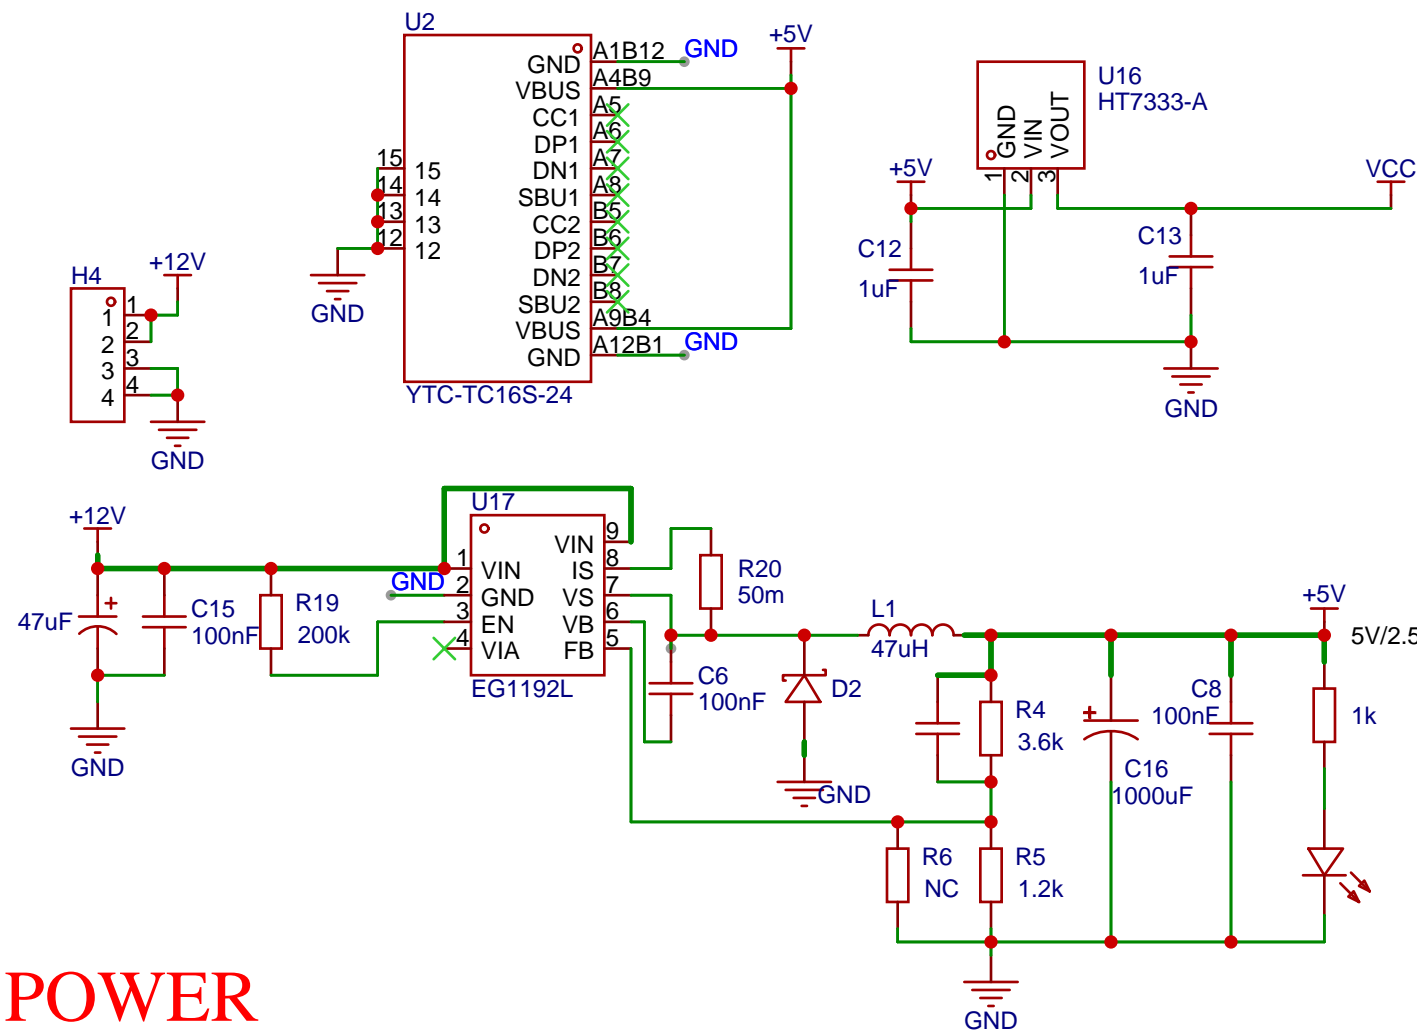 U2
YTC-TC16S-24
GND
VBUS
CC1
DP1
DN1
SBU1
CC2
DP2
DN2
SBU2
VBUS
GND
A1B12
A4B9
A5
A6
A7
A8
B5
B6
B7
B8
A9B4
A12B1
GND
GND
+5V
15
14
13
12
15
14
13
12
GND
H4
+12V
1
2
3
4
1
2
3
4
GND
U16
HT7333-A
GND
VIN
VOUT
1
2
3
+5V
VCC
C12
1uF
C13
1uF
GND
+12V
47uF
C15
100nF
R19
200k
GND
GND
U17
EG1192L
1
2
3
4
VIN
GND
EN
VIA
VIN
IS
VS
VB
FB
9
8
7
6
5
R20
50m
C6
100nF
D2
GND
L1
47uH
R4
3.6k
R6
NC
R5
1.2k
C16
1000uF
C8
100nF
+5V
5V/2.5
1k
GND
POWER